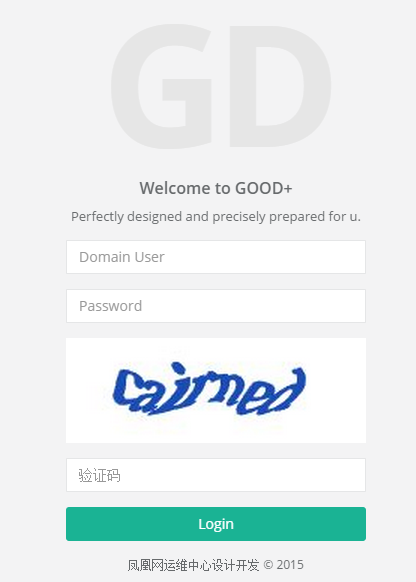 GD
Welcome to GOOD+
Perfectly designed and precisely prepared for u.
Domain User
Password
cairned
验证码
Login
凤凰网运维中心设计开发 © 2015